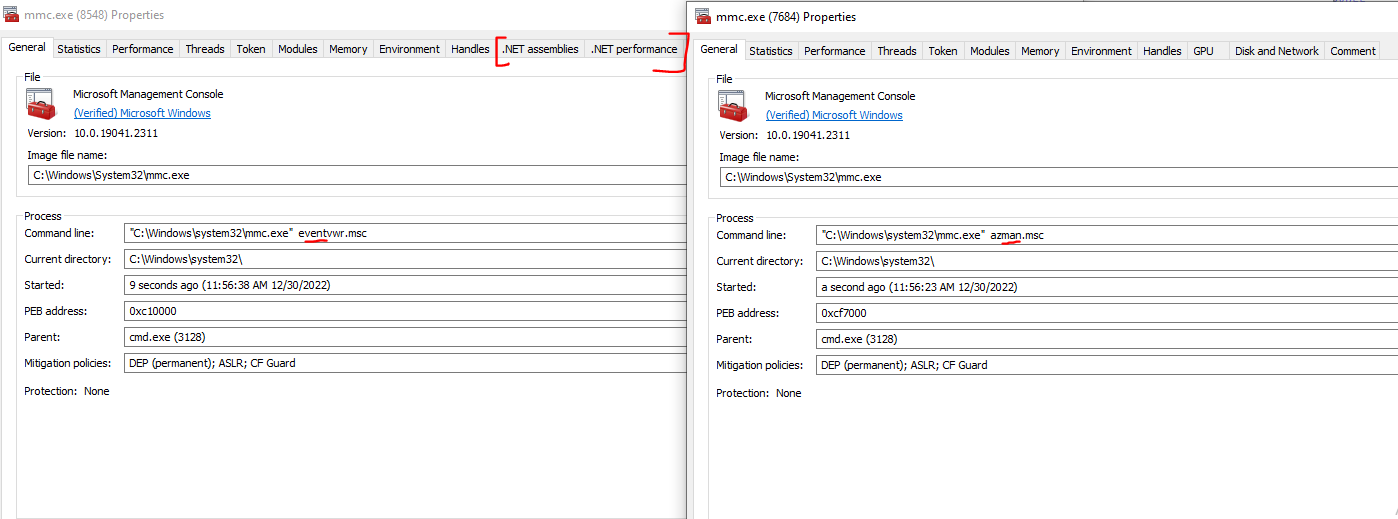 mmc.exe (8548) Properties
General Statistics Performance Threads Token Modules Memory Environment Handles .NET assemblies .NET performance
File
Microsoft Management Console
(Verified) Microsoft Windows
Version: 10.0.19041.2311
Image file name:
C:\Windows\System32\mmc.exe
Process
Command line: "C:\Windows\system32\mmc.exe" eventvwr.msc
Current directory: C:\Windows\system32\
Started: 9 seconds ago (11:56:38 AM 12/30/2022)
PEB address: 0xc10000
Parent: cmd.exe (3128)
Mitigation policies: DEP (permanent); ASLR; CF Guard
Protection: None
mmc.exe (7684) Properties
General Statistics Performance Threads Token Modules Memory Environment Handles GPU Disk and Network Comment
File
Microsoft Management Console
(Verified) Microsoft Windows
Version: 10.0.19041.2311
Image file name:
C:\Windows\System32\mmc.exe
Process
Command line: "C:\Windows\system32\mmc.exe" azman.msc
Current directory: C:\Windows\system32\
Started: a second ago (11:56:23 AM 12/30/2022)
PEB address: 0xcf7000
Parent: cmd.exe (3128)
Mitigation policies: DEP (permanent); ASLR; CF Guard
Protection: None